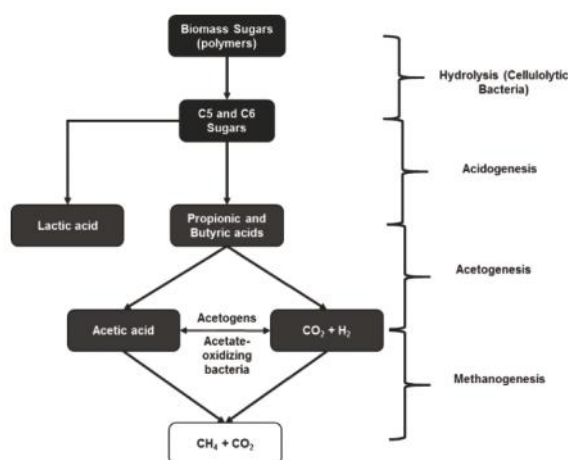 Biomass Sugars
(polymers)
Hydrolysis (Cellulolytic
Bacteria)
C5 and C6
Sugars
Acidogenesis
Lactic acid
Propionic and
Butyric acids
Acetogenesis
Acetic acid
Acetogens
Acetate-
oxidizing
bacteria
CO₂ + H₂
Methanogenesis
CH₄ + CO₂